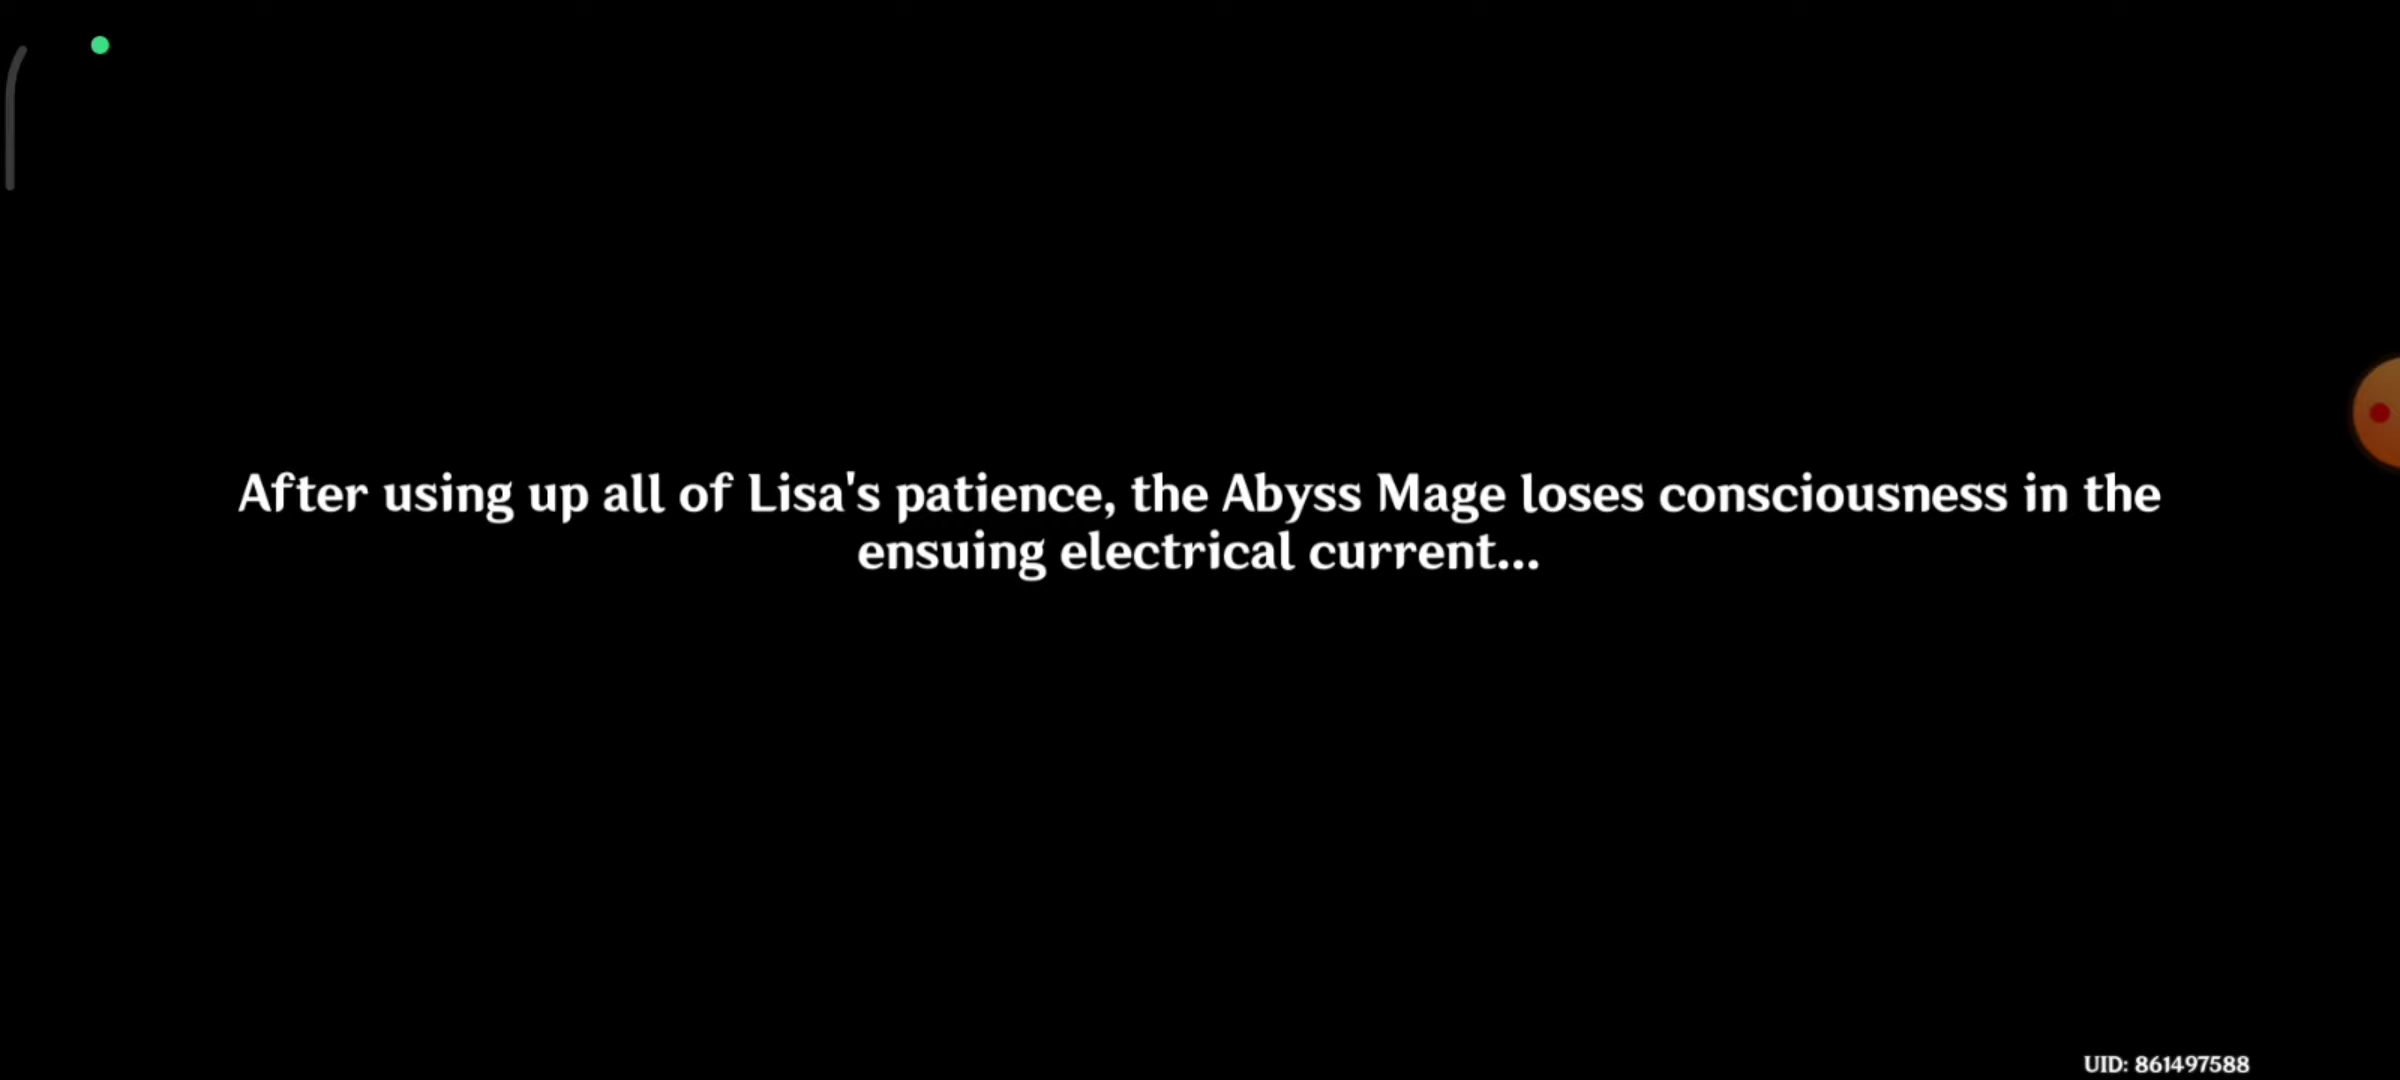 After using up all of Lisa's patience, the Abyss Mage loses consciousness in the
ensuing electrical current...
UID: 861497588